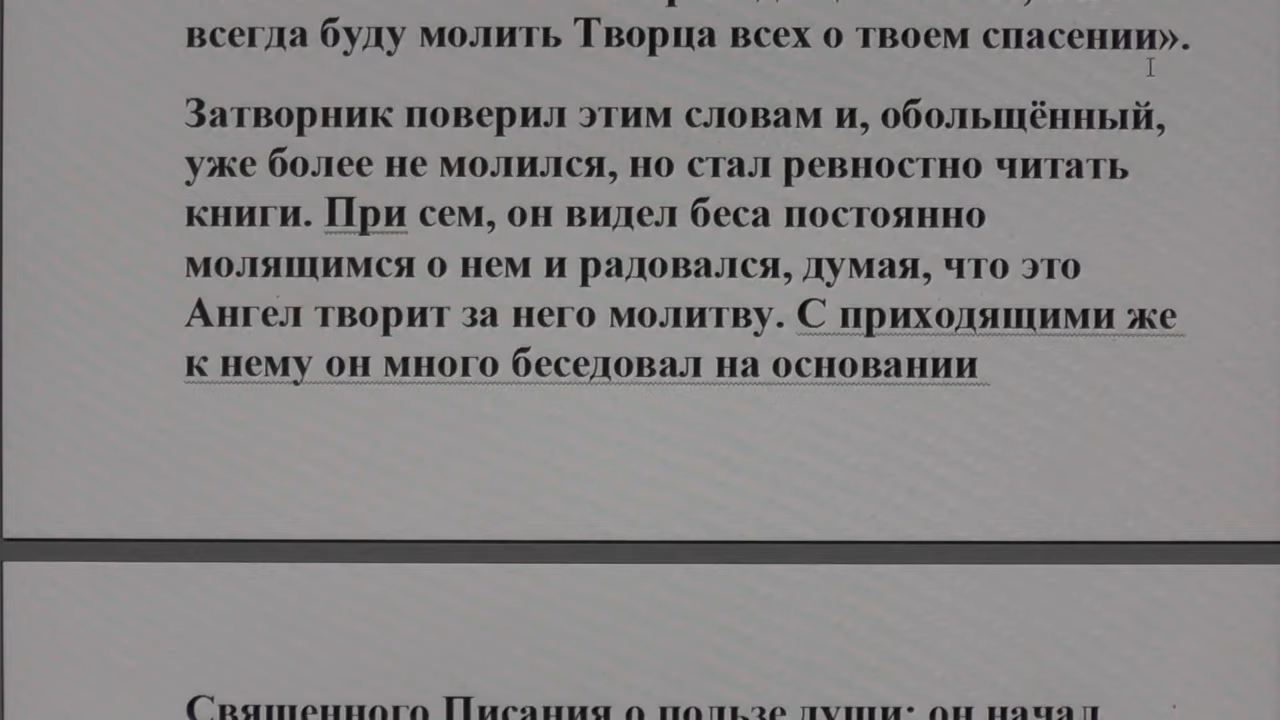 всегда буду молить Творца всех о твоем спасении».
Затворник поверил этим словам и, обольщённый,
уже более не молился, но стал ревностно читать
книги. При сем, он видел беса постоянно
молящимся о нем и радовался, думая, что это
Ангел творит за него молитву. С приходящими же
к нему он много беседовал на основании
Священного Писания о пользе души; он начал